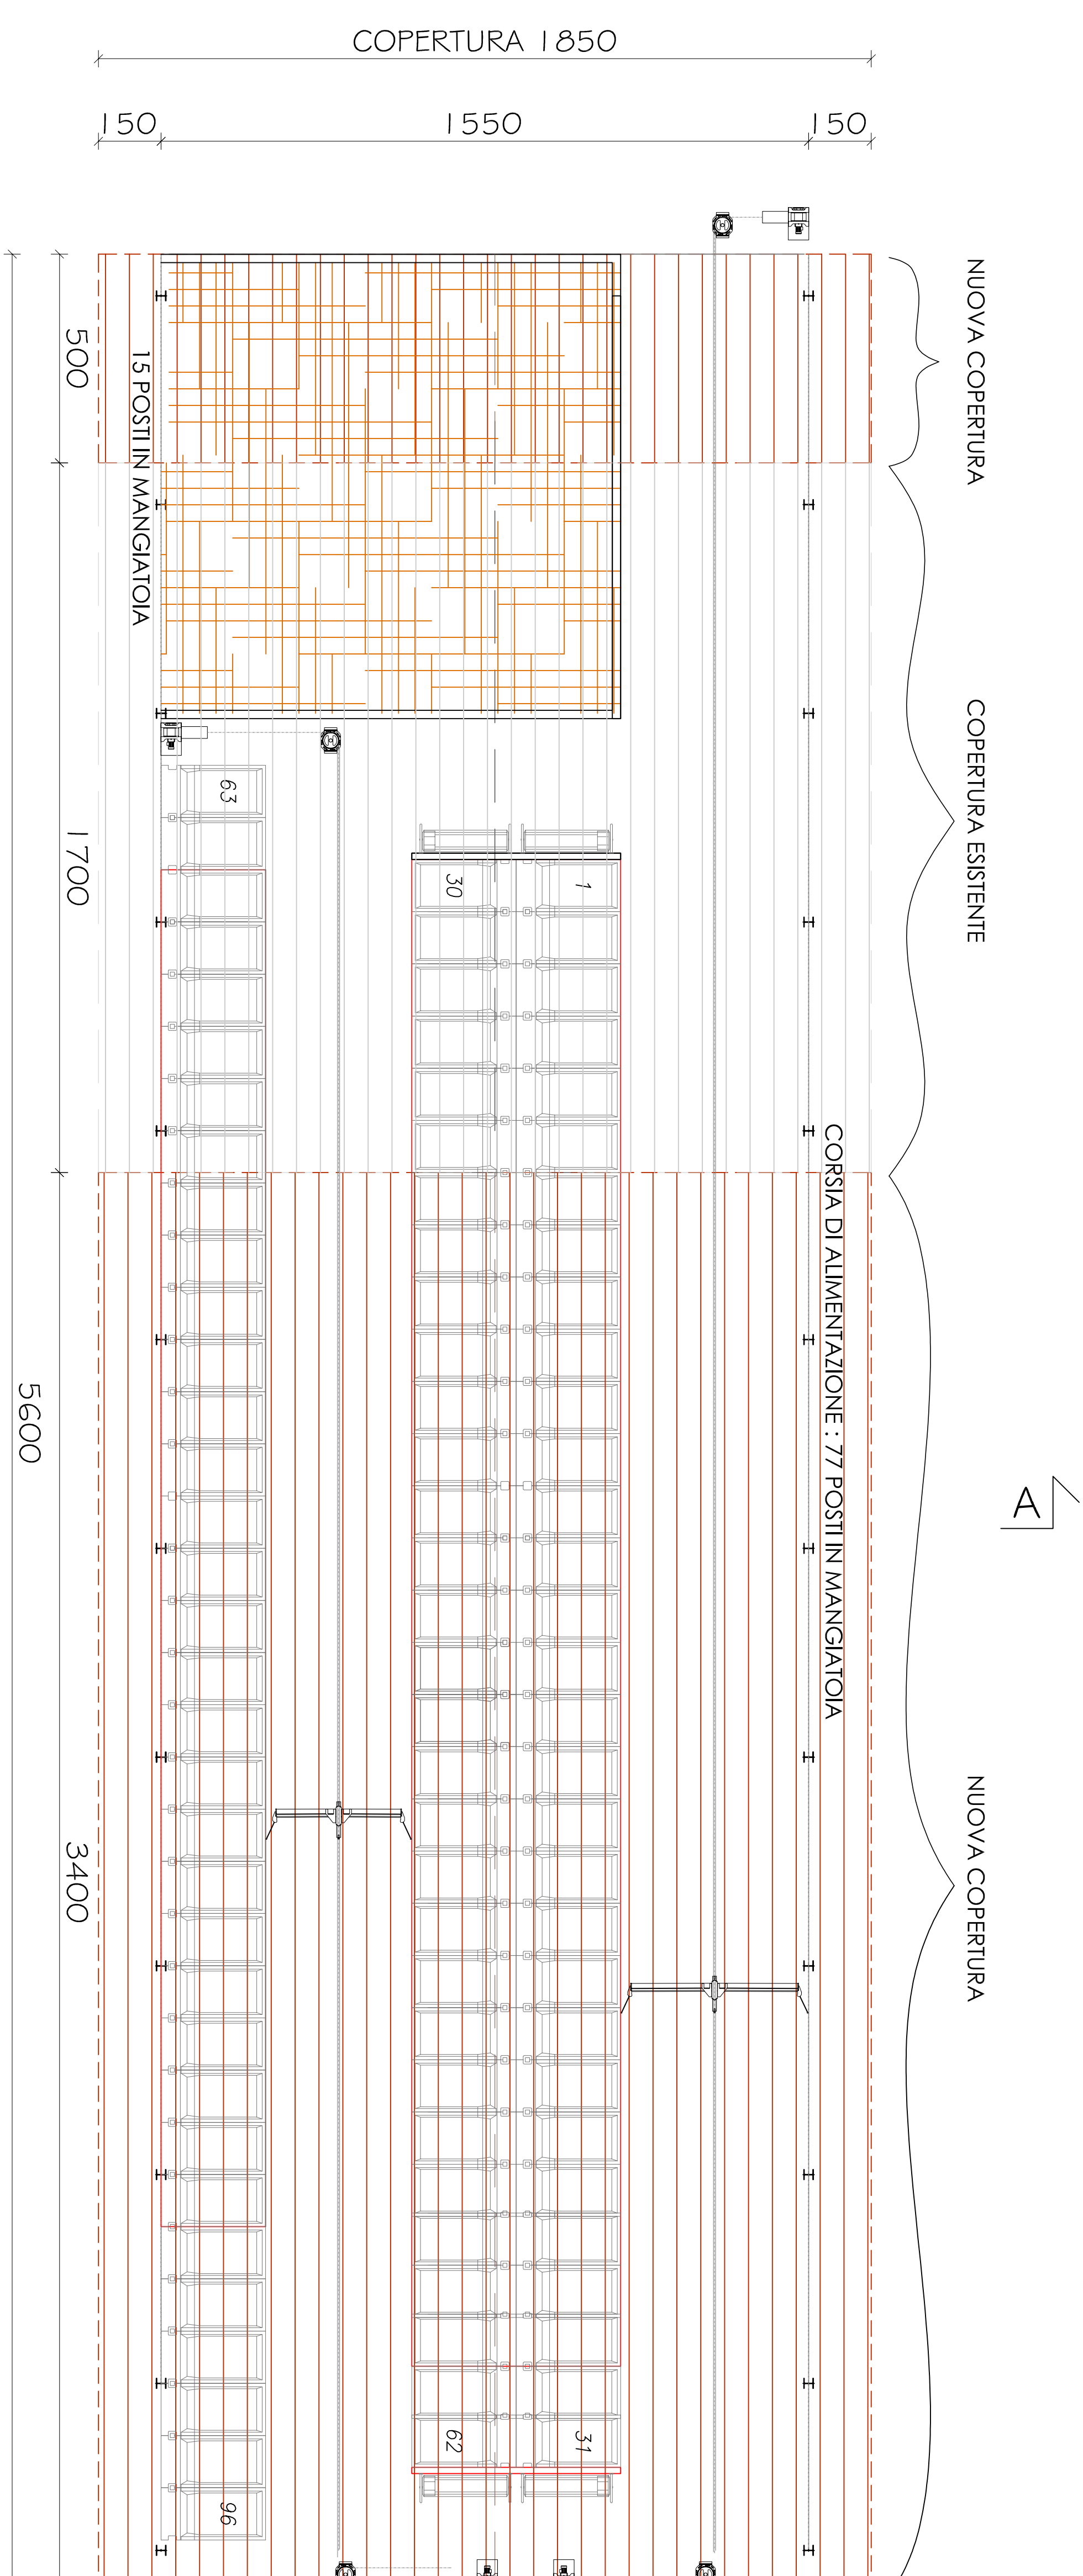 COPERTURA 1850
150
1550
150
NUOVA COPERTURA
500
15 POSTI IN MANGIATOIA
COPERTURA ESISTENTE
63
1700
30
1
CORSIA DI ALIMENTAZIONE : 77 POSTI IN MANGIATOIA
5600
A
NUOVA COPERTURA
3400
62
31
96